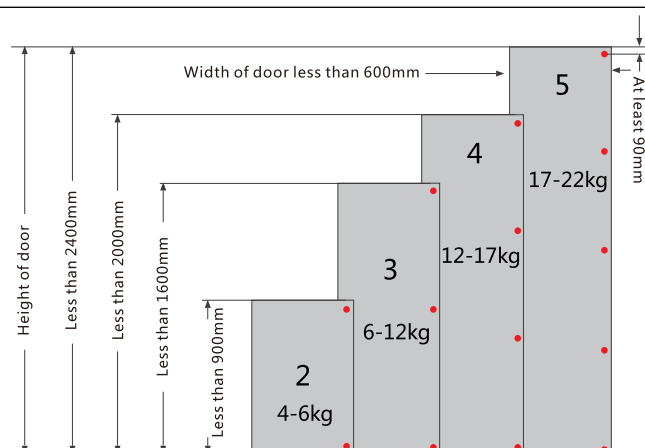 Width of door less than 600mm
5
At least 90mm
4
17-22kg
12-17kg
3
6-12kg
2
4-6kg
Height of door
Less than 2400mm
Less than 2000mm
Less than 1600mm
Less than 900mm